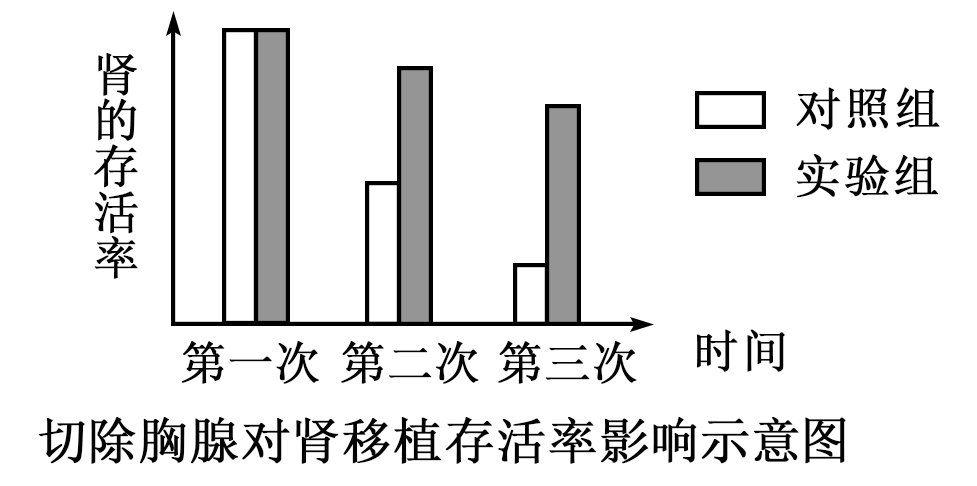 肾的存活率
对照组
实验组
第一次 第二次 第三次
时间
切除胸腺对肾移植存活率影响示意图